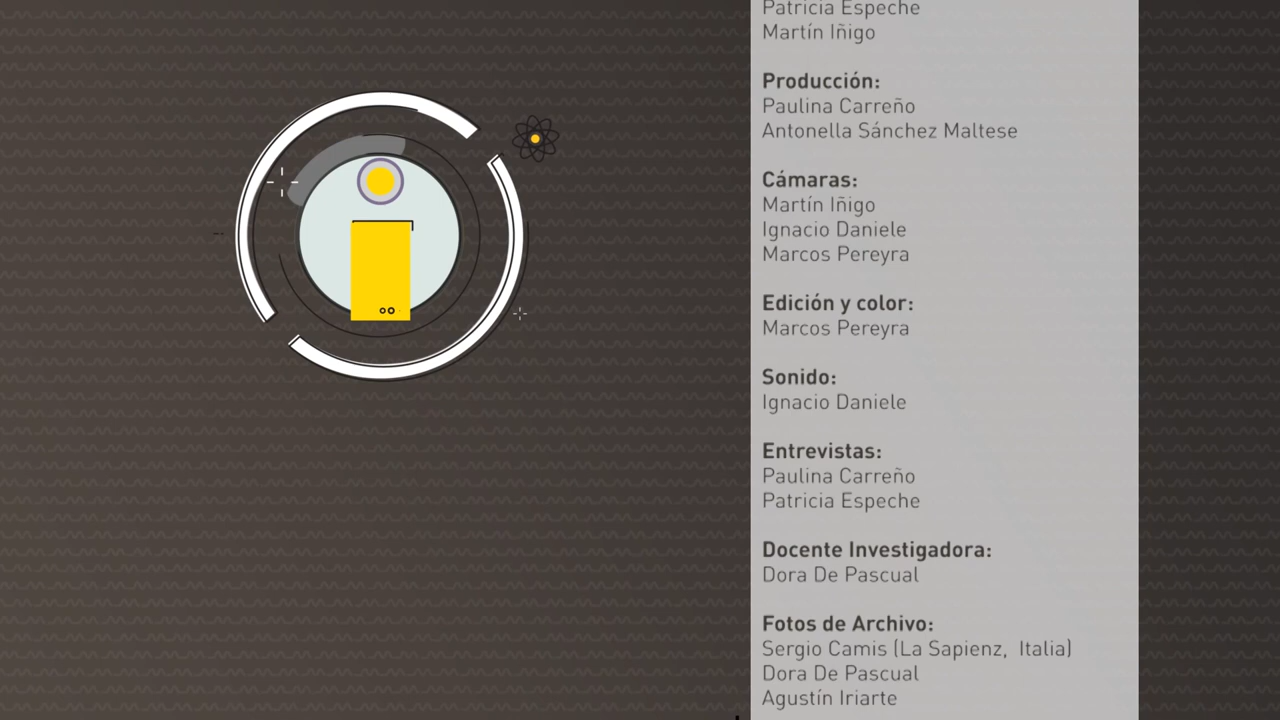 Patricia Espeche
Martín Iñigo
Producción:
Paulina Carreño
Antonella Sánchez Maltese
Cámaras:
Martín Iñigo
Ignacio Daniele
Marcos Pereyra
Edición y color:
Marcos Pereyra
Sonido:
Ignacio Daniele
Entrevistas:
Paulina Carreño
Patricia Espeche
Docente Investigadora:
Dora De Pascual
Fotos de Archivo:
Sergio Camis (La Sapienz, Italia)
Dora De Pascual
Agustín Iriarte